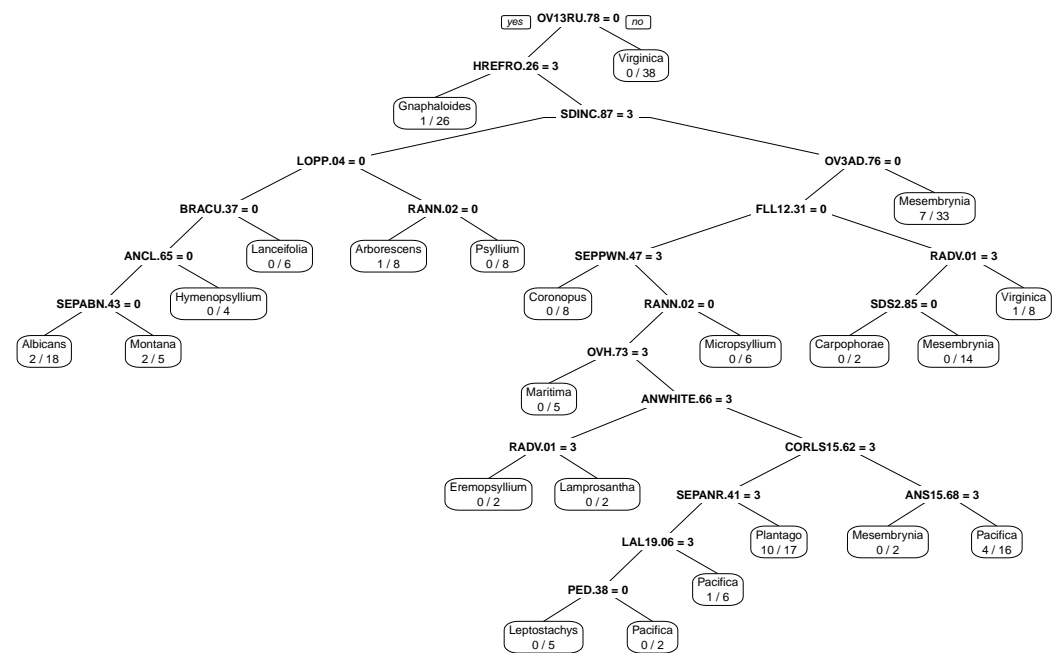 yes OV13RU.78 = 0 no
Virginica
0 / 38
HREFRO.26 = 3
Gnaphaloides
1 / 26
SDINC.87 = 3
LOPP.04 = 0
OV3AD.76 = 0
BRACU.37 = 0
RANN.02 = 0
FLL12.31 = 0
Mesembrynia
7 / 33
ANCL.65 = 0
Lanceifolia
0 / 6
Arborescens
1 / 8
Psyllium
0 / 8
SEPPWN.47 = 3
RADV.01 = 3
SEPABN.43 = 0
Hymenopsyllium
0 / 4
Coronopus
0 / 8
RANN.02 = 0
SDS2.85 = 0
Virginica
1 / 8
Albicans
2 / 18
Montana
2 / 5
OVH.73 = 3
Micropsyllium
0 / 6
Carpophorae
0 / 2
Mesembrynia
0 / 14
Maritima
0 / 5
ANWHITE.66 = 3
RADV.01 = 3
CORLS15.62 = 3
Eremopsyllium
0 / 2
Lamprosantha
0 / 2
SEPANR.41 = 3
ANS15.68 = 3
LAL19.06 = 3
Plantago
10 / 17
Mesembrynia
0 / 2
Pacifica
4 / 16
PED.38 = 0
Pacifica
1 / 6
Leptostachys
0 / 5
Pacifica
0 / 2